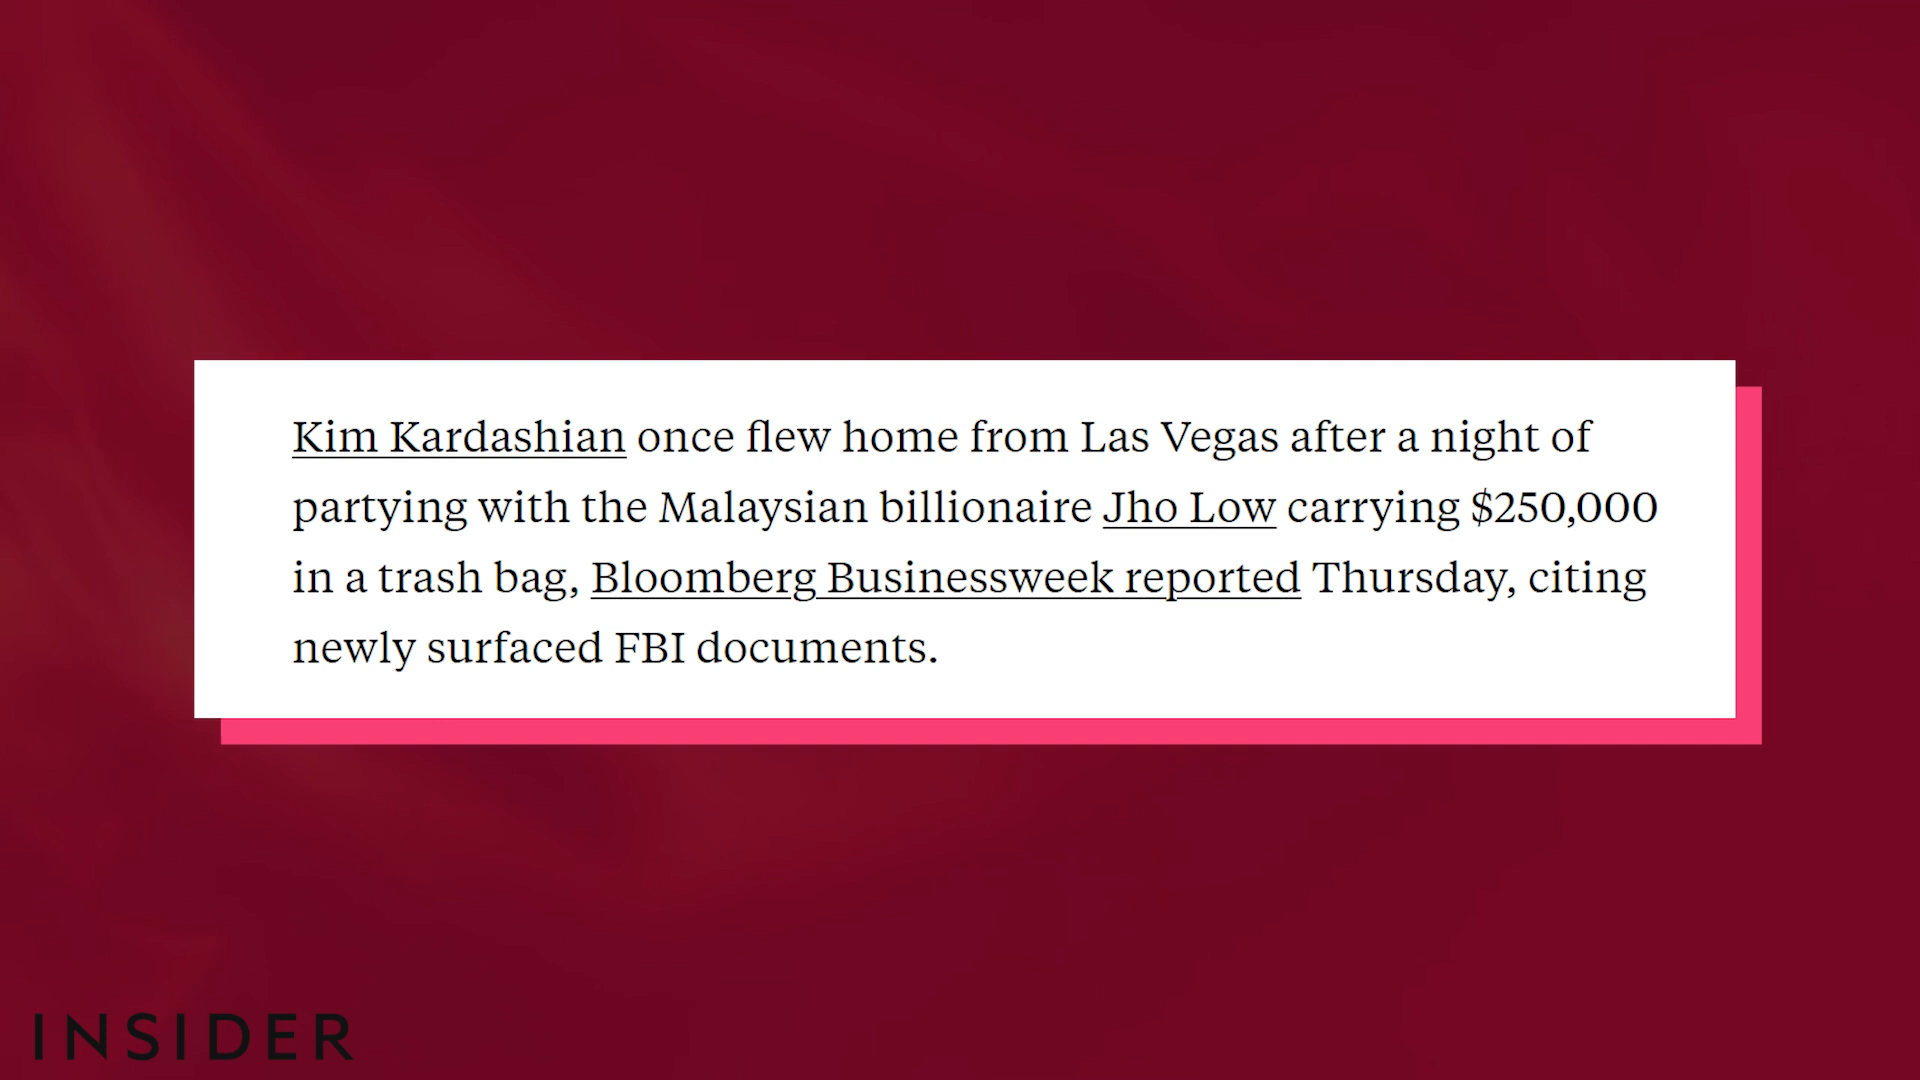 Kim Kardashian once flew home from Las Vegas after a night of
partying with the Malaysian billionaire Jho Low carrying $250,000
in a trash bag, Bloomberg Businessweek reported Thursday, citing
newly surfaced FBI documents.
INSIDER